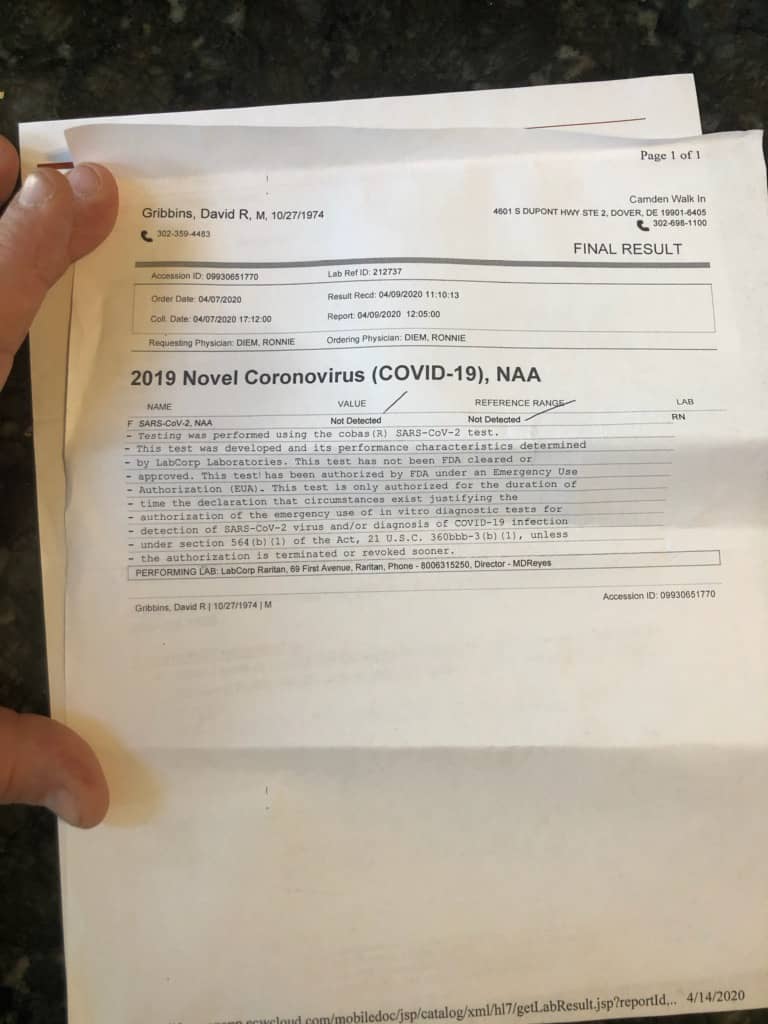 Page 1 of 1
Gribbins, David R, M, 10/27/1974
302-359-4483
Camden Walk In
4601 S DUPONT HWY STE 2, DOVER, DE 19901-6405
302-698-1100
FINAL RESULT
Accession ID: 09930651770 Lab Ref ID: 212737
Order Date: 04/07/2020 Result Recd: 04/09/2020 11:10:13
Coll. Date: 04/07/2020 17:12:00 Report: 04/09/2020 12:05:00
Requesting Physician: DIEM, RONNIE Ordering Physician: DIEM, RONNIE
2019 Novel Coronovirus (COVID-19), NAA
NAME VALUE REFERENCE RANGE LAB
F SARS-CoV-2, NAA Not Detected Not Detected RN
- Testing was performed using the cobas(R) SARS-CoV-2 test.
- This test was developed and its performance characteristics determined
- by LabCorp Laboratories. This test has not been FDA cleared or
- approved. This test has been authorized by FDA under an Emergency Use
- Authorization (EUA). This test is only authorized for the duration of
- time the declaration that circumstances exist justifying the
- authorization of the emergency use of in vitro diagnostic tests for
- detection of SARS-CoV-2 virus and/or diagnosis of COVID-19 infection
- under section 564(b)(1) of the Act, 21 U.S.C. 360bbb-3(b)(1), unless
- the authorization is terminated or revoked sooner.
PERFORMING LAB: LabCorp Raritan, 69 First Avenue, Raritan, Phone - 8006315250, Director - MDReyes
Gribbins, David R | 10/27/1974 | M Accession ID: 09930651770
ecwcloud.com/mobiledoc/jsp/catalog/xml/hl7/getLabResult.jsp?reportId,.. 4/14/2020